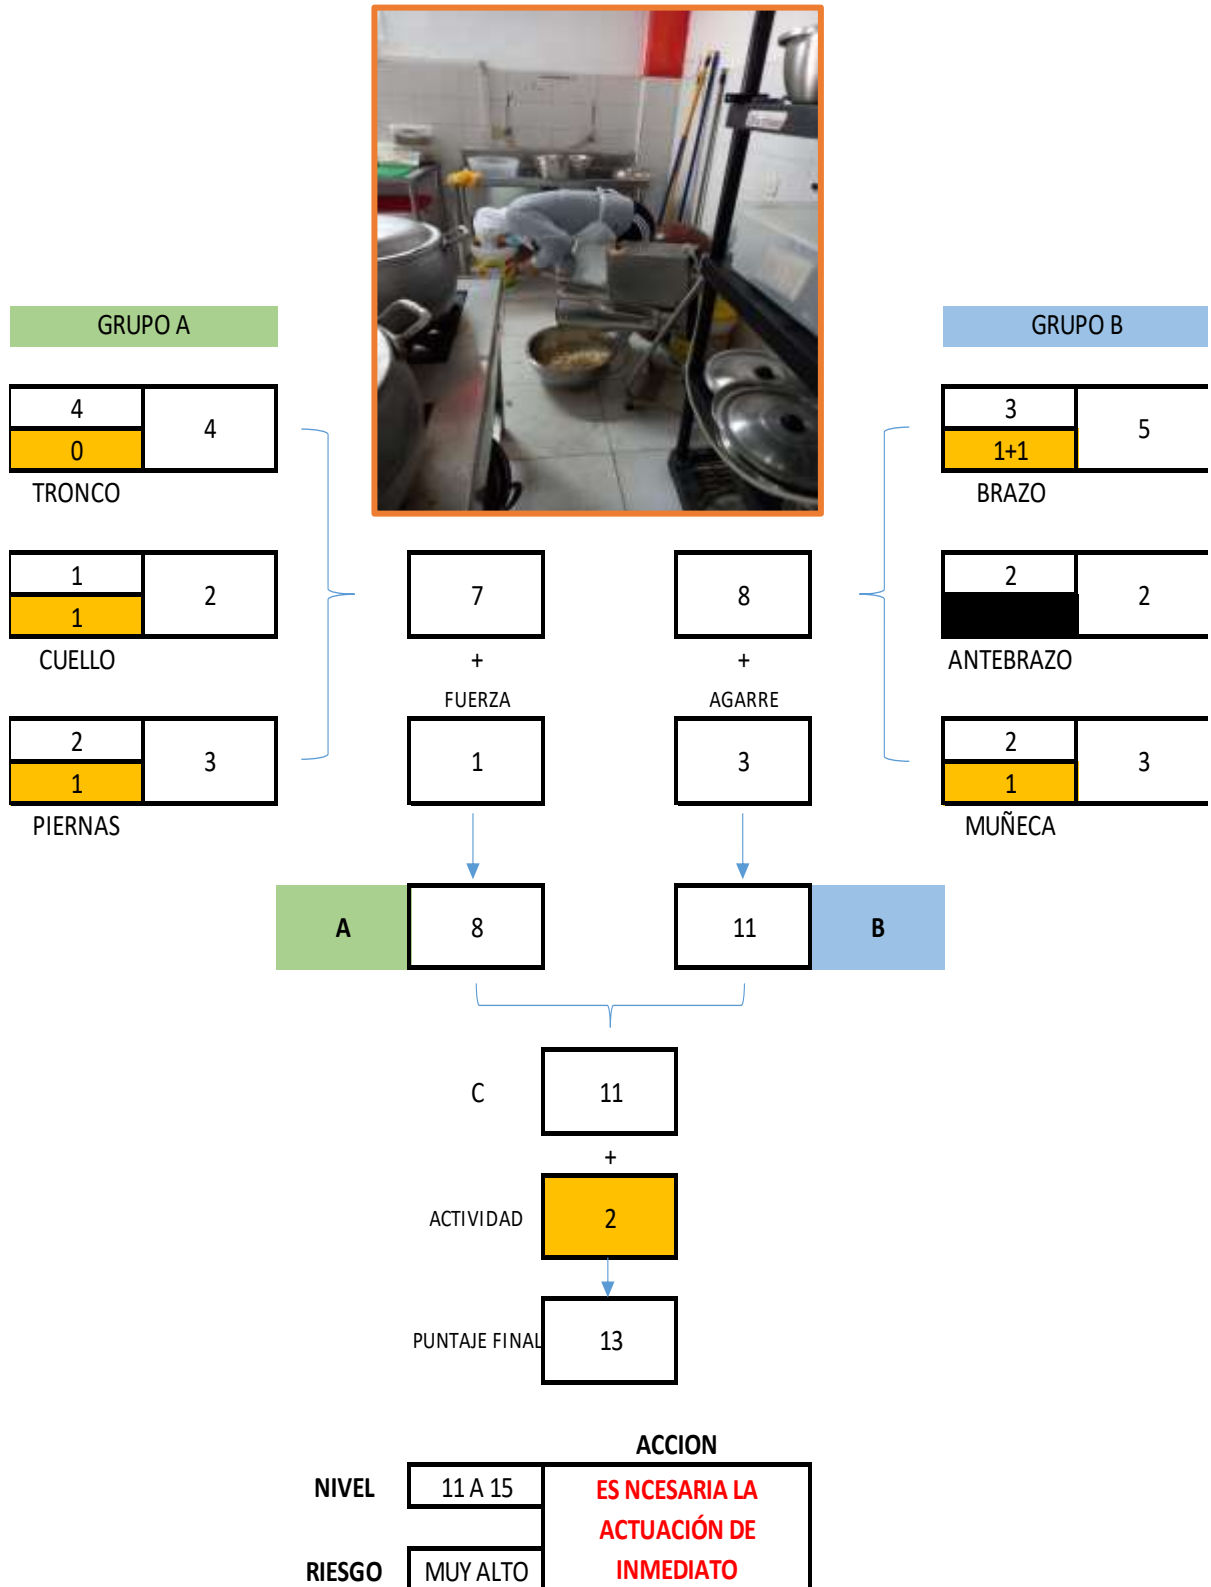 GRUPO A
GRUPO B
4
4
0
TRONCO
3
5
1+1
BRAZO
1
2
1
CUELLO
7
8
2
2
ANTEBRAZO
+
+
FUERZA
AGARRE
2
3
1
PIERNAS
1
3
2
3
1
MUÑECA
A
8
11
B
C
11
+
ACTIVIDAD
2
PUNTAJE FINAL
13
ACCION
NIVEL
11 A 15
ES NCESARIA LA
ACTUACIÓN DE
INMEDIATO
RIESGO
MUY ALTO